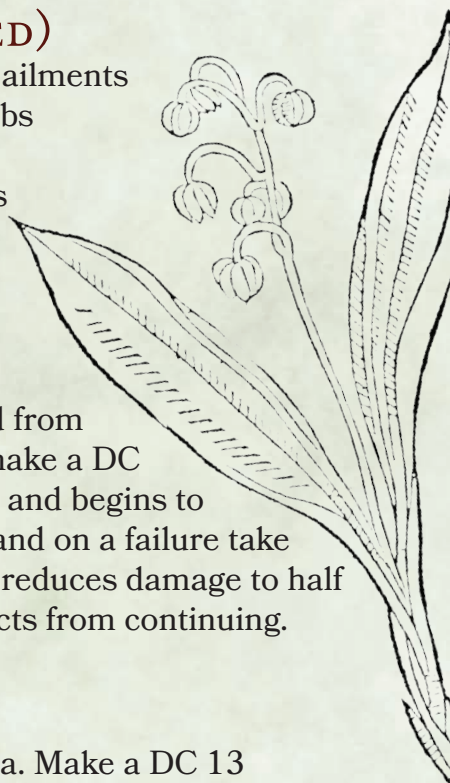 ED)
ailments
bs
s
d from
make a DC
and begins to
and on a failure take
reduces damage to half
cts from continuing.
a. Make a DC 13